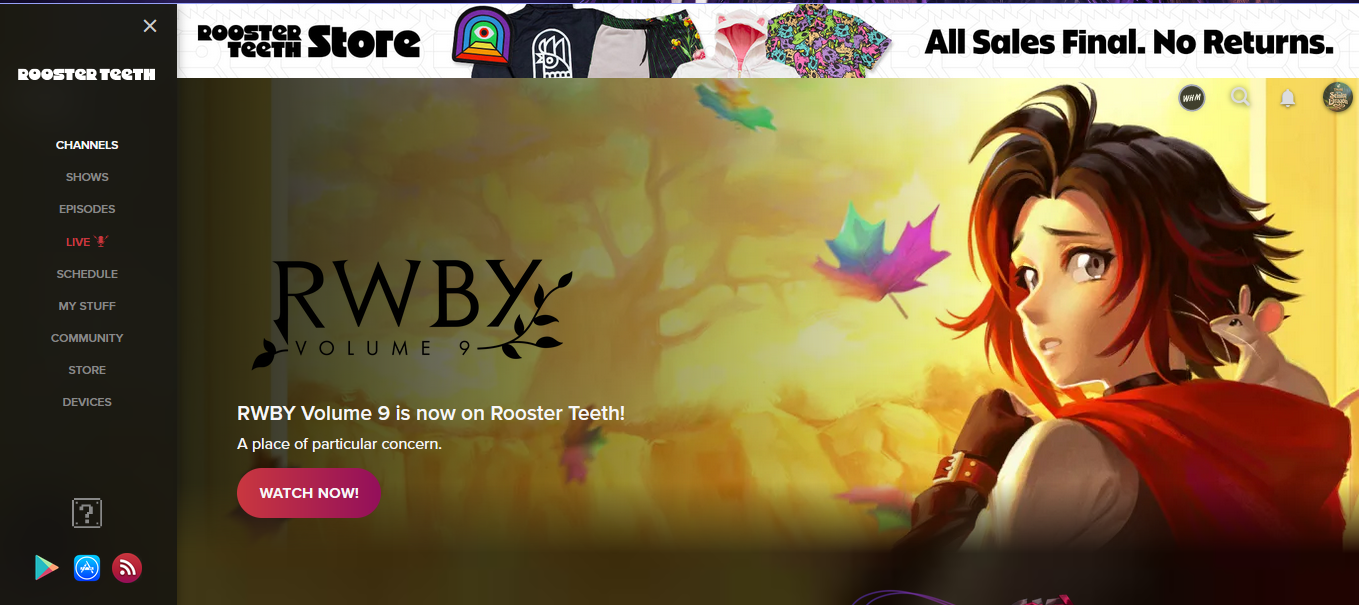 ROOSTER TEETH Store
All Sales Final. No Returns.
ROOSTER TEETH
CHANNELS
SHOWS
EPISODES
LIVE
SCHEDULE
MY STUFF
COMMUNITY
STORE
DEVICES
?
WHM
RWBY
VOLUME 9
RWBY Volume 9 is now on Rooster Teeth!
A place of particular concern.
WATCH NOW!